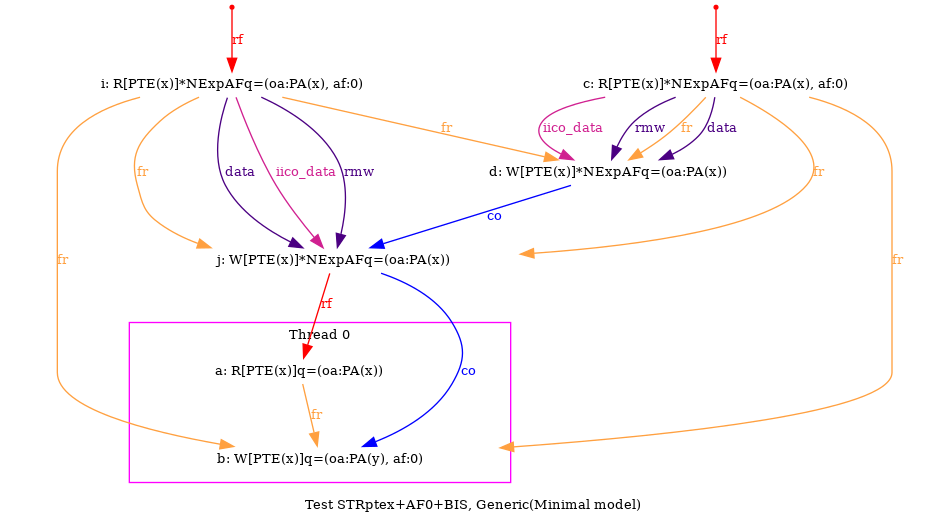 rf
rf
i: R[PTE(x)]*NExpAFq=(oa:PA(x), af:0)
c: R[PTE(x)]*NExpAFq=(oa:PA(x), af:0)
fr
iico_data
rmw
fr
data
fr
data
iico_data
rmw
d: W[PTE(x)]*NExpAFq=(oa:PA(x))
fr
co
fr
j: W[PTE(x)]*NExpAFq=(oa:PA(x))
fr
rf
Thread 0
a: R[PTE(x)]q=(oa:PA(x))
co
fr
b: W[PTE(x)]q=(oa:PA(y), af:0)
Test STRptex+AF0+BIS, Generic(Minimal model)